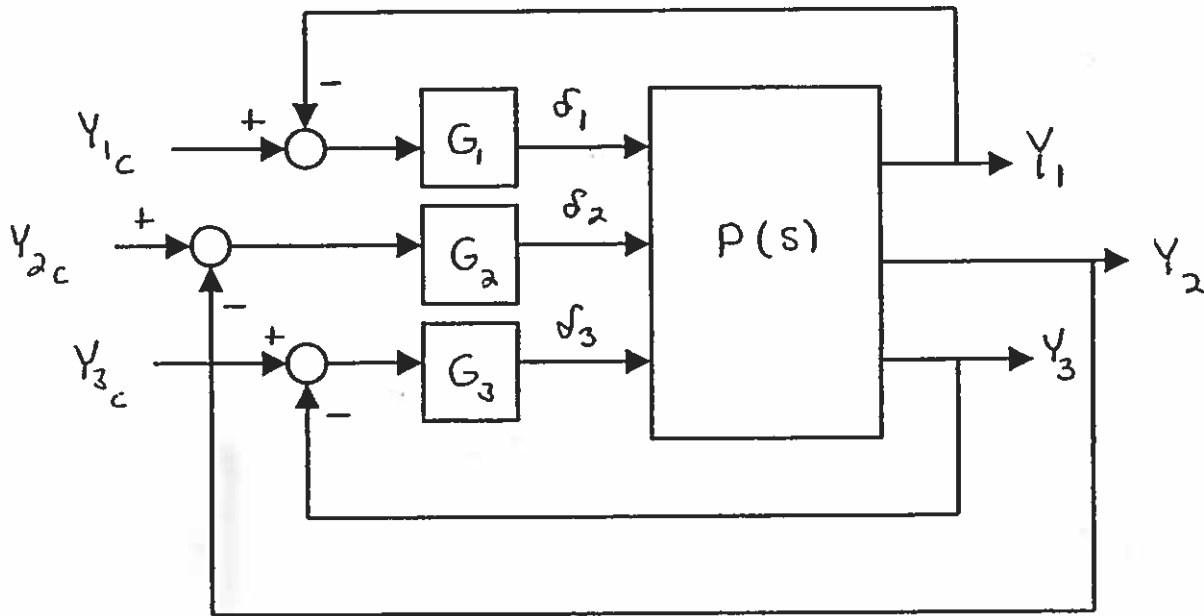 Y₁c
+
−
G₁
δ₁
Y₁
Y₂c
+
−
G₂
δ₂
P(s)
Y₂
Y₃c
+
−
G₃
δ₃
Y₃